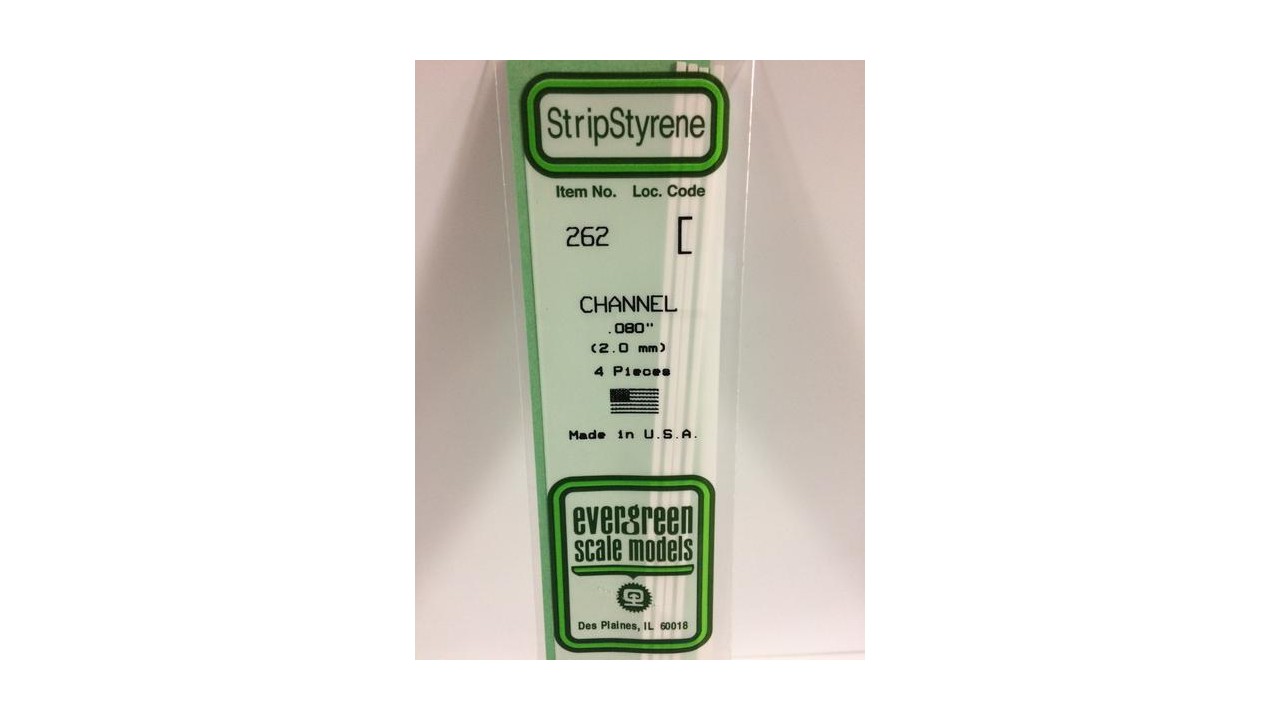 StripStyrene
Item No. Loc. Code
262
CHANNEL
.080"
(2.0 mm)
4 Pieces
Made in U.S.A.
evergreen
scale models
Des Plaines, IL 60018